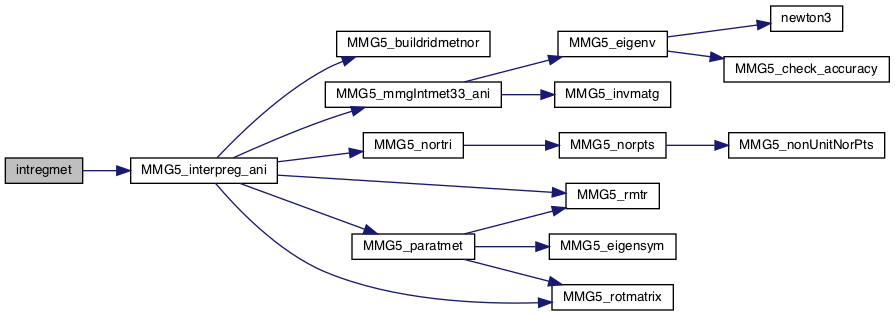 intregmet
MMG5_interpreg_ani
MMG5_buildridmetnor
MMG5_mmgIntmet33_ani
MMG5_nortri
MMG5_paratmet
MMG5_eigenv
MMG5_invmatg
MMG5_norpts
MMG5_rmtr
MMG5_eigensym
MMG5_rotmatrix
newton3
MMG5_check_accuracy
MMG5_nonUnitNorPts